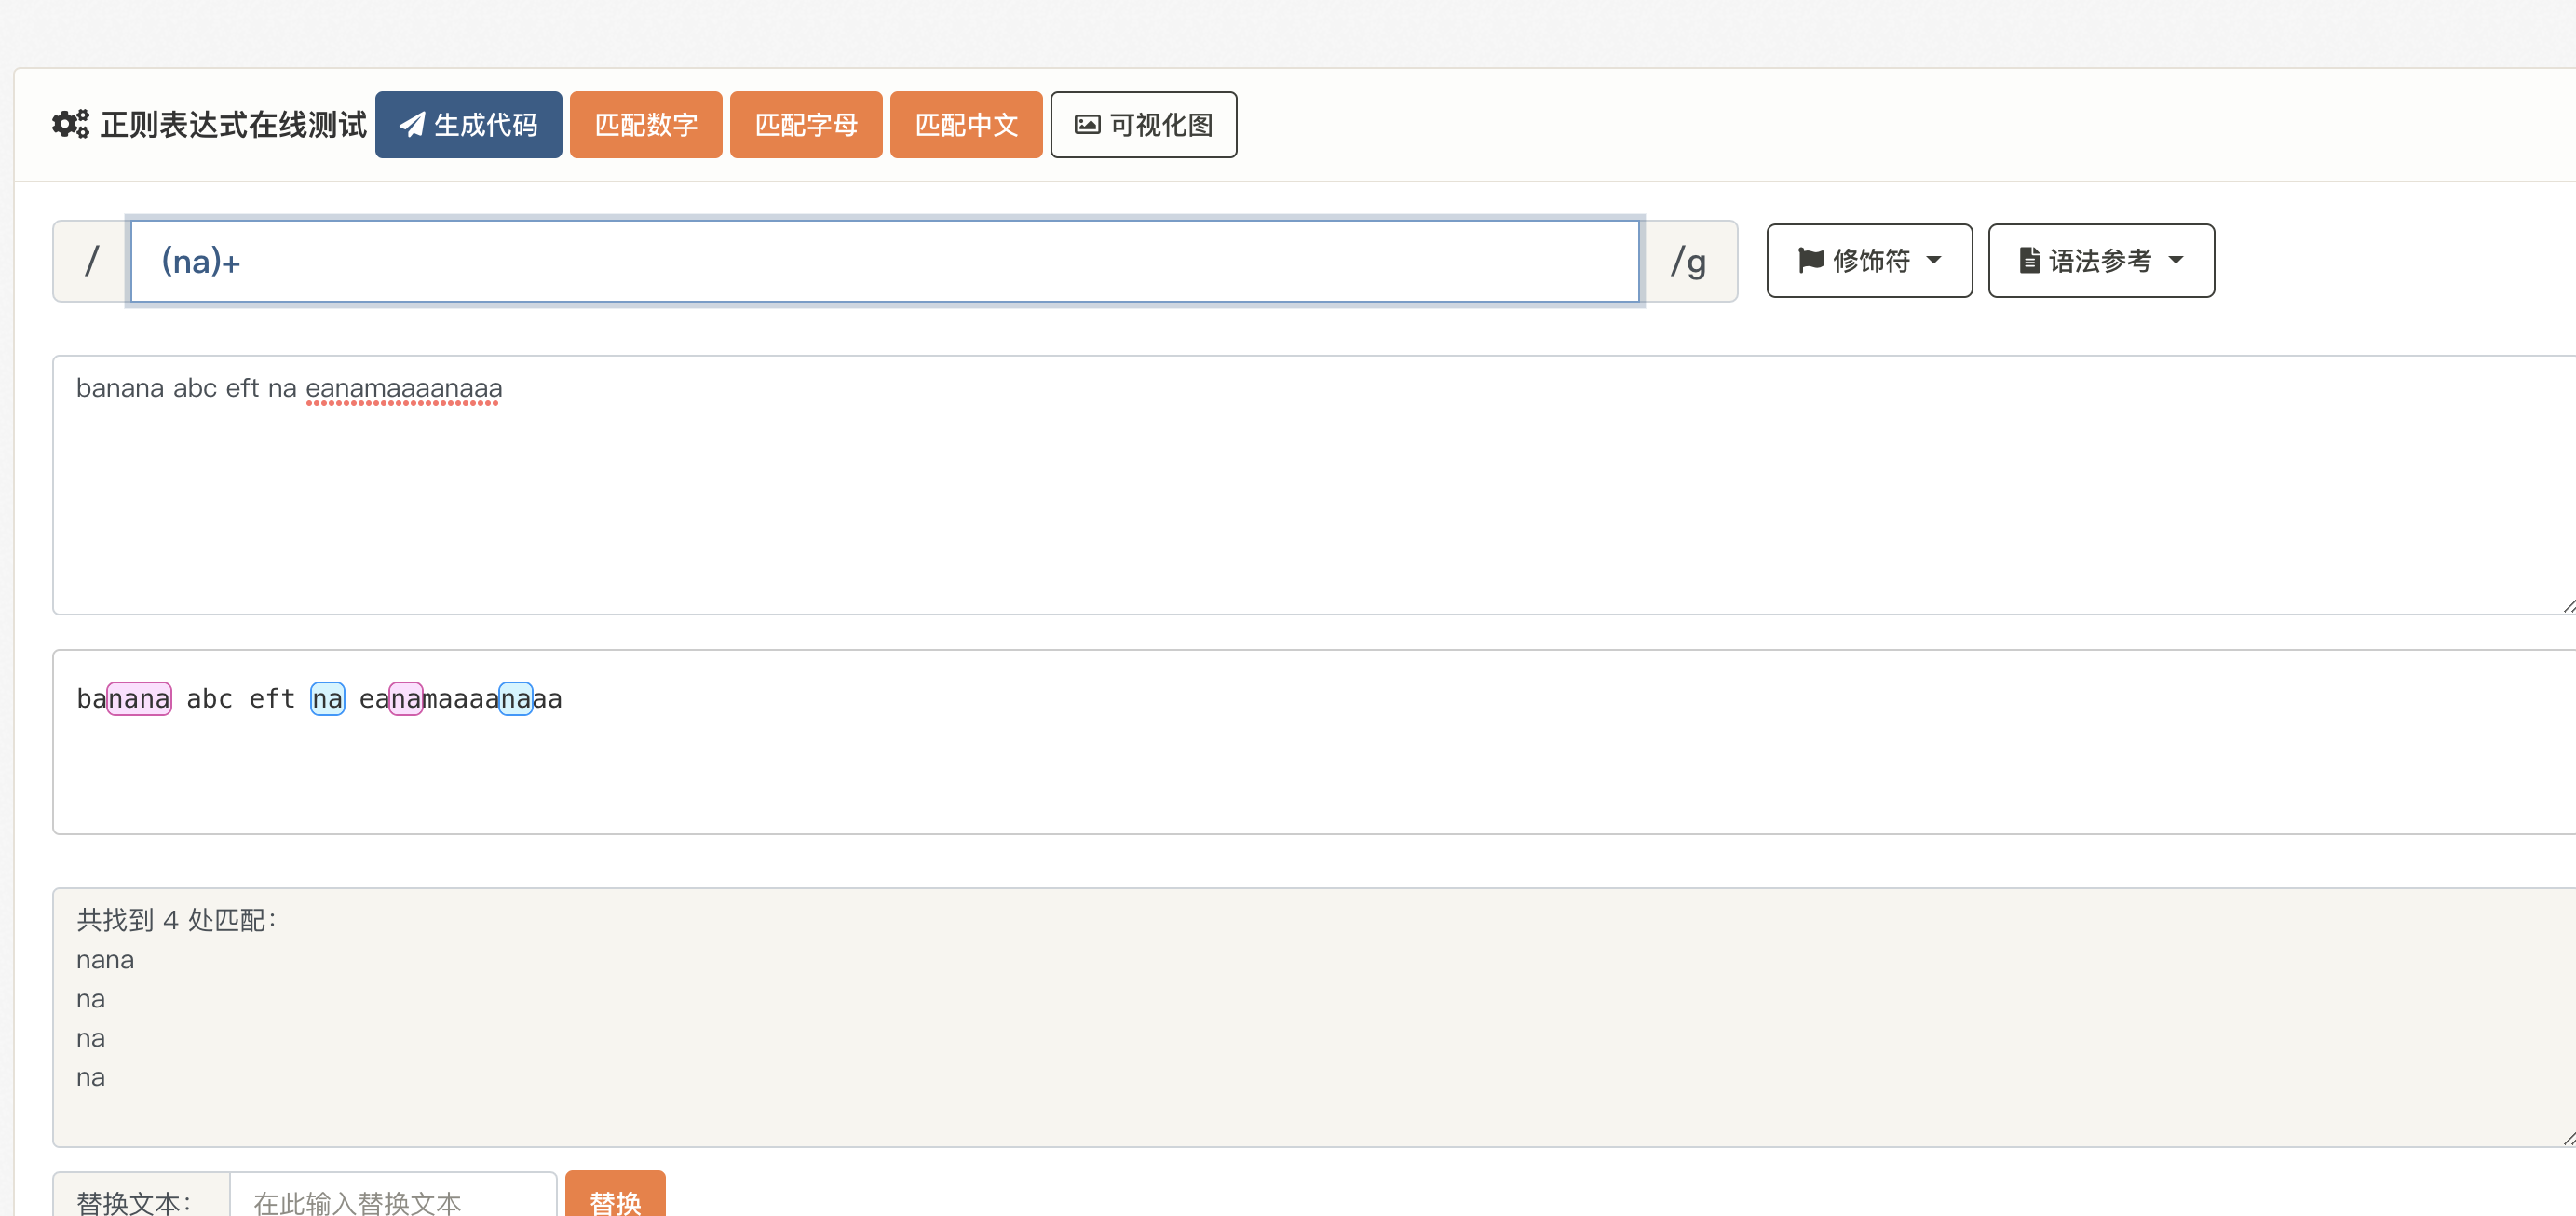 正则表达式在线测试 生成代码 匹配数字 匹配字母 匹配中文 可视化图
/ (na)+ /g 修饰符 语法参考
banana abc eft na eanamaaaanaaa
banana abc eft na eanamaaaanaaa
共找到 4 处匹配：
nana
na
na
na
替换文本： 在此输入替换文本 替换